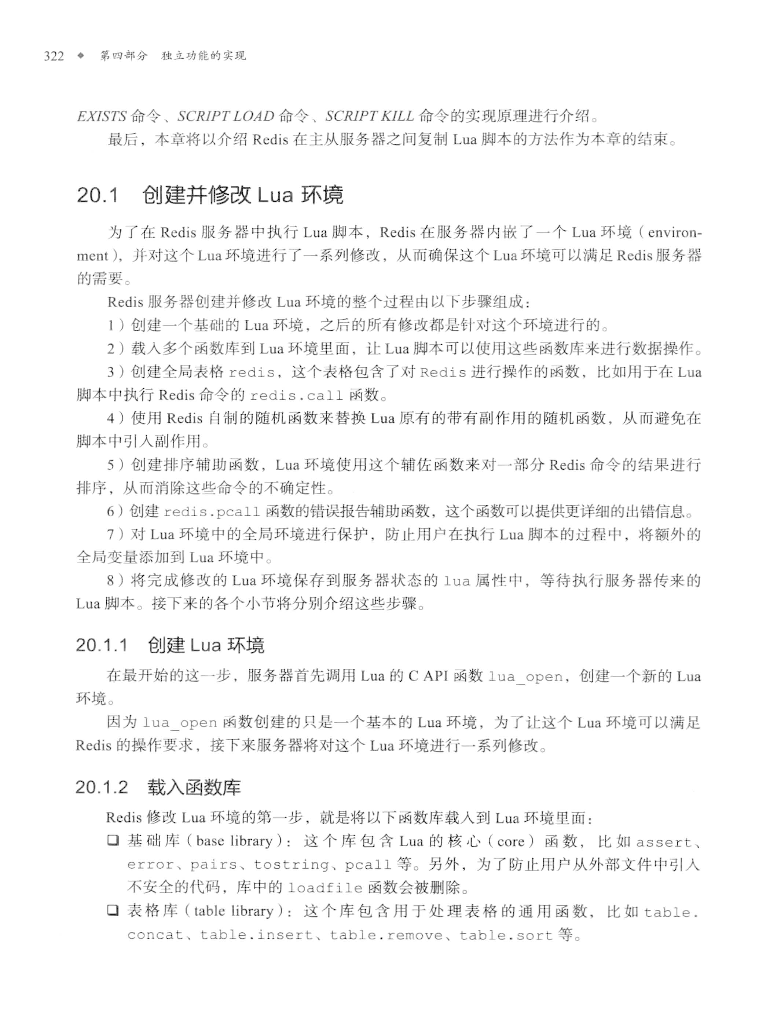 322 ◆ 第四部分 独立功能的实现
EXISTS 命令、SCRIPT LOAD 命令、SCRIPT KILL 命令的实现原理进行介绍。
最后，本章将以介绍 Redis 在主从服务器之间复制 Lua 脚本的方法作为本章的结束。
20.1 创建并修改 Lua 环境
为了在 Redis 服务器中执行 Lua 脚本，Redis 在服务器内嵌了一个 Lua 环境（environ-
ment），并对这个 Lua 环境进行了一系列修改，从而确保这个 Lua 环境可以满足 Redis 服务器
的需要。
Redis 服务器创建并修改 Lua 环境的整个过程由以下步骤组成：
1）创建一个基础的 Lua 环境，之后的所有修改都是针对这个环境进行的。
2）载入多个函数库到 Lua 环境里面，让 Lua 脚本可以使用这些函数库来进行数据操作。
3）创建全局表格 redis，这个表格包含了对 Redis 进行操作的函数，比如用于在 Lua
脚本中执行 Redis 命令的 redis.call 函数。
4）使用 Redis 自制的随机函数来替换 Lua 原有的带有副作用的随机函数，从而避免在
脚本中引入副作用。
5）创建排序辅助函数，Lua 环境使用这个辅佐函数来对一部分 Redis 命令的结果进行
排序，从而消除这些命令的不确定性。
6）创建 redis.pcall 函数的错误报告辅助函数，这个函数可以提供更详细的出错信息。
7）对 Lua 环境中的全局环境进行保护，防止用户在执行 Lua 脚本的过程中，将额外的
全局变量添加到 Lua 环境中。
8）将完成修改的 Lua 环境保存到服务器状态的 lua 属性中，等待执行服务器传来的
Lua 脚本。接下来的各个小节将分别介绍这些步骤。
20.1.1 创建 Lua 环境
在最开始的这一步，服务器首先调用 Lua 的 C API 函数 lua_open，创建一个新的 Lua
环境。
因为 lua_open 函数创建的只是一个基本的 Lua 环境，为了让这个 Lua 环境可以满足
Redis 的操作要求，接下来服务器将对这个 Lua 环境进行一系列修改。
20.1.2 载入函数库
Redis 修改 Lua 环境的第一步，就是将以下函数库载入到 Lua 环境里面：
❑ 基础库（base library）：这个库包含 Lua 的核心（core）函数，比如 assert、
error、pairs、tostring、pcall 等。另外，为了防止用户从外部文件中引入
不安全的代码，库中的 loadfile 函数会被删除。
❑ 表格库（table library）：这个库包含用于处理表格的通用函数，比如 table.
concat、table.insert、table.remove、table.sort 等。